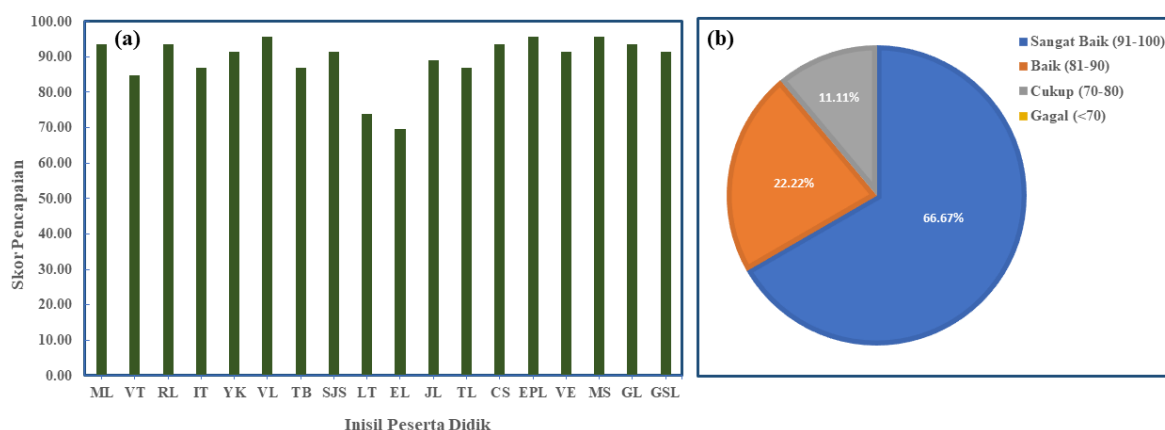 (a)
100.00
90.00
80.00
70.00
60.00
50.00
40.00
30.00
20.00
10.00
0.00
Skor Pencapaian
ML VT RL IT YK VL TB SJS LT EL JL TL CS EPL VE MS GL GSL
Inisil Peserta Didik
(b)
Sangat Baik (91-100)
Baik (81-90)
Cukup (70-80)
Gagal (<70)
11.11%
22.22%
66.67%